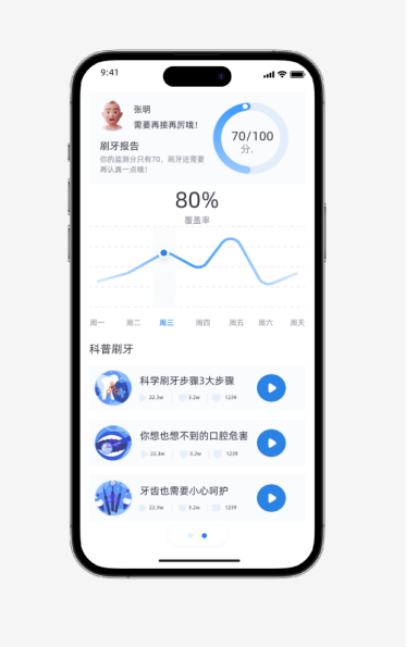 9:41
张明
需要再接再厉哦！
刷牙报告
你的监测分只有70，刷牙还需要
再认真一点哦！
70/100
分.
80%
覆盖率
周一 周二 周三 周四 周五 周六 周天
科普刷牙
科学刷牙步骤3大步骤
22.3w 3.2w 1239
你想也想不到的口腔危害
22.3w 3.2w 1239
牙齿也需要小心呵护
22.3w 3.2w 1239